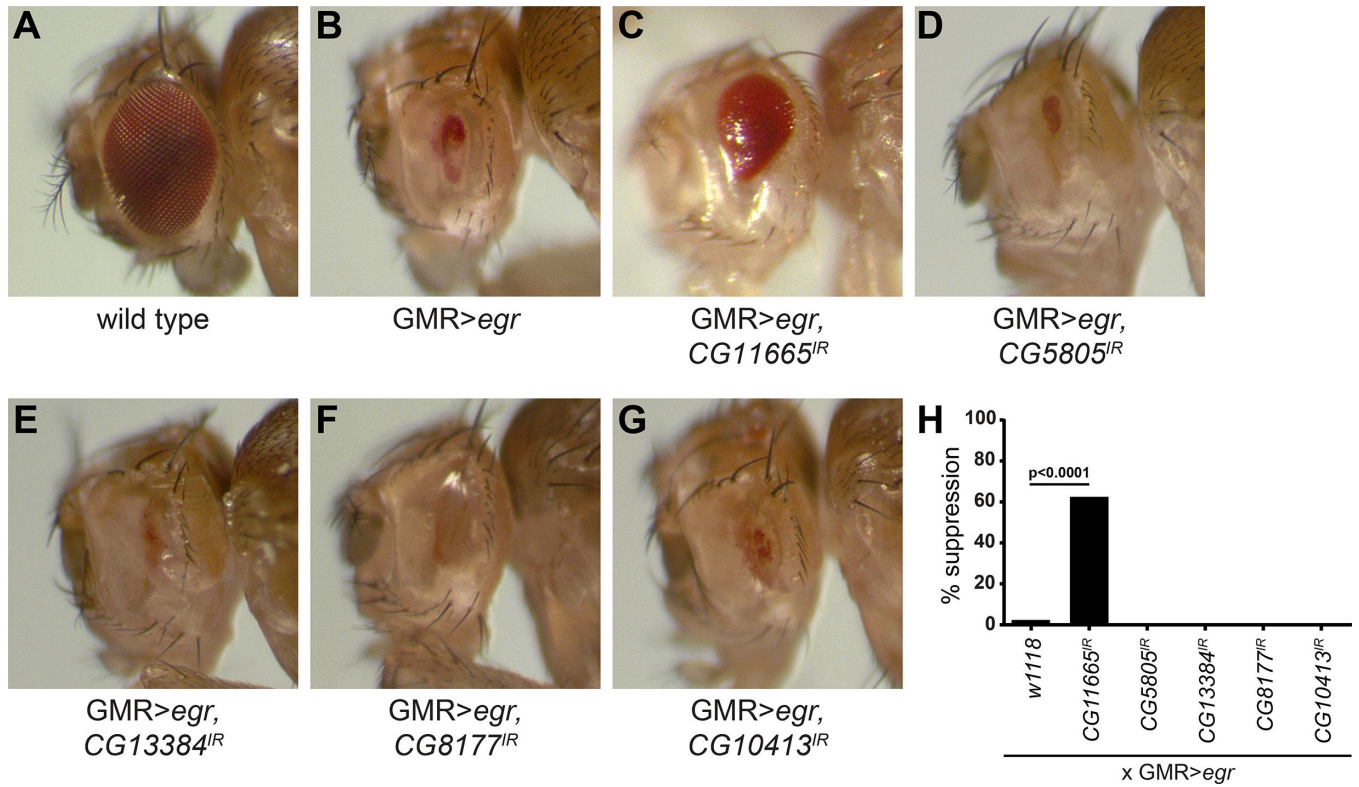 A
B
C
D
wild type
GMR>egr
GMR>egr,
CG11665IR
GMR>egr,
CG5805IR
E
F
G
H
GMR>egr,
CG13384IR
GMR>egr,
CG8177IR
GMR>egr,
CG10413IR
% suppression
100
80
60
40
20
0
p<0.0001
w1118
CG11665IR
CG5805IR
CG13384IR
CG8177IR
CG10413IR
x GMR>egr